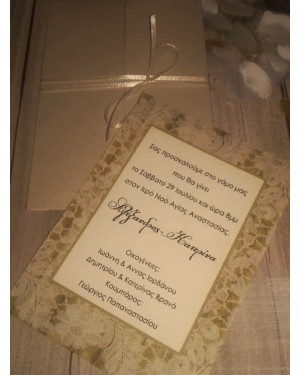 Σας προσκαλούμε στο γάμο μας
που θα γίνει
το Σάββατο 29 Ιουλίου και ώρα 8μμ
στον Ιερό Ναό Αγίας Αναστασίας.
Αλέξανδρος - Κατερίνα
Οικογένειες:
Ιωάννη & Άννας Ιορδάνου
Δημητρίου & Κατερίνας Βρανά
Κουμπάρος:
Γεώργιος Παπαναστασίου